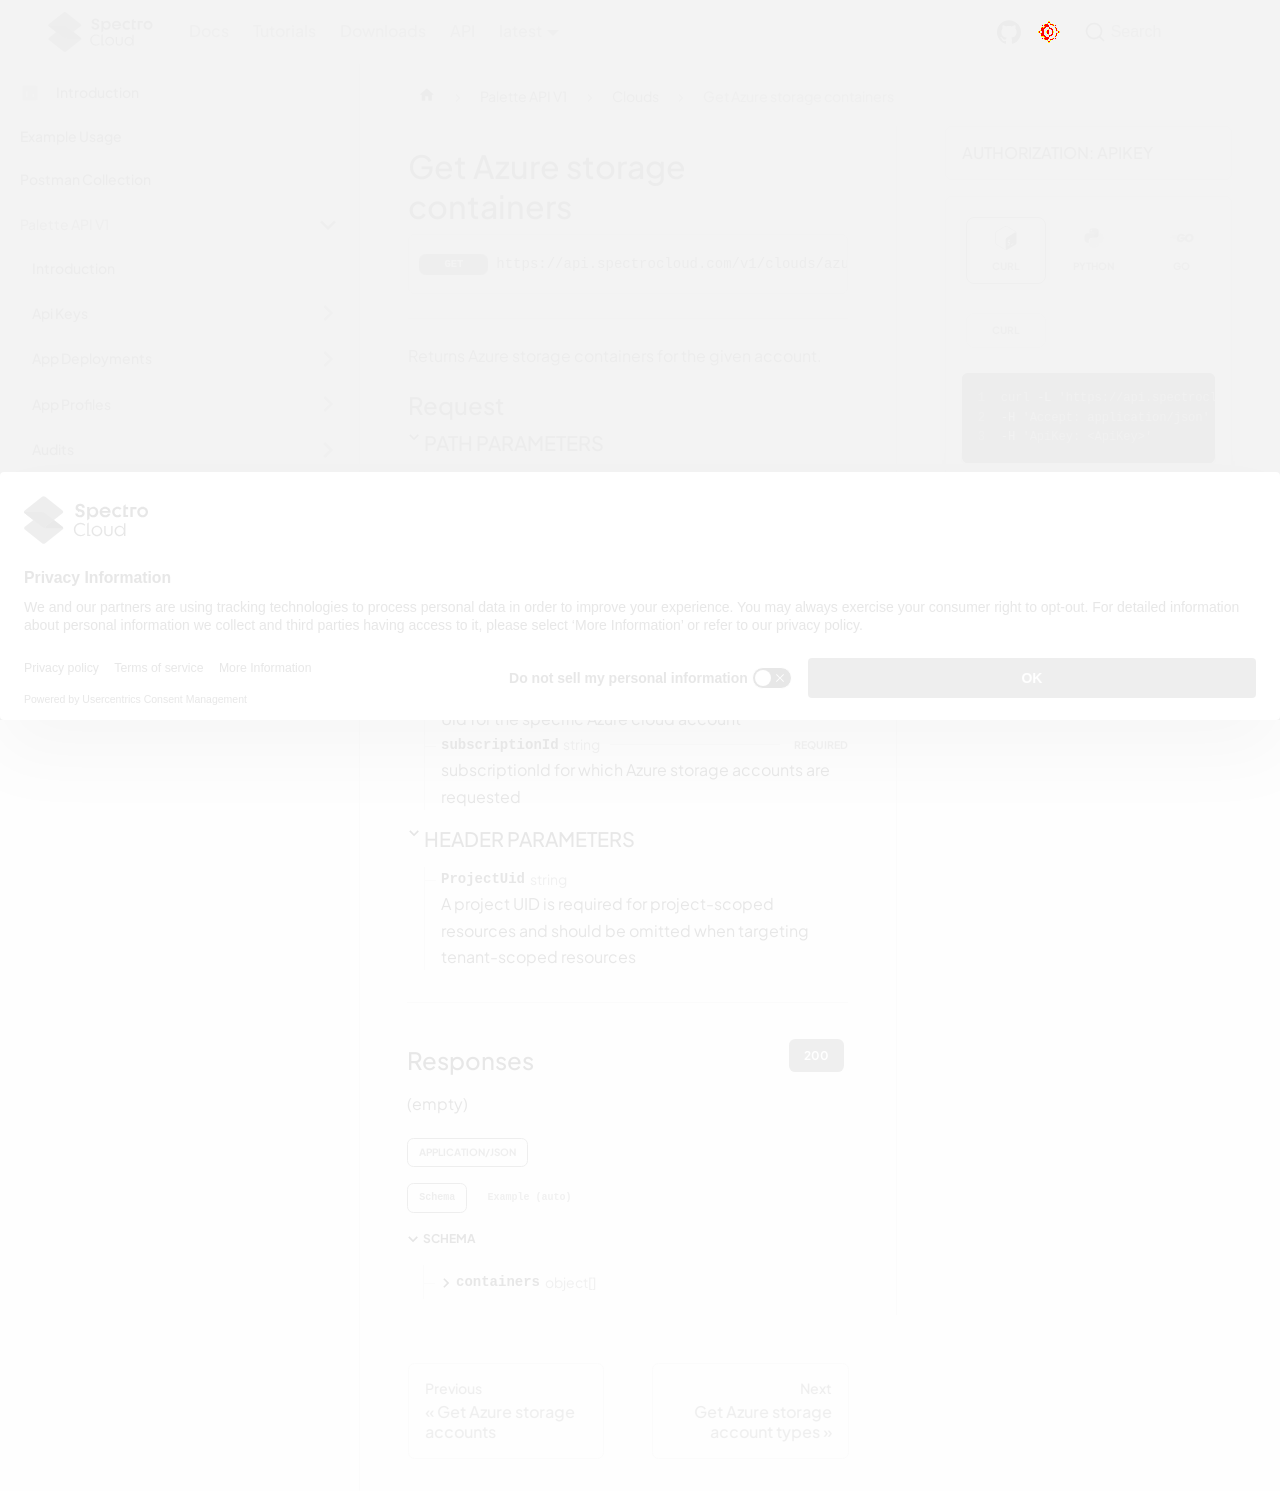 Spectro
Cloud
Docs Tutorials Downloads API latest
Search
Introduction
Example Usage
Postman Collection
Palette API V1
Introduction
Api Keys
App Deployments
App Profiles
Audits
Palette API V1
Clouds
Get Azure storage containers
Get Azure storage
containers
GET https://api.spectrocloud.com/v1/clouds/azu
Returns Azure storage containers for the given account
Request
PATH PARAMETERS
AUTHORIZATION: APIKEY
CURL PYTHON GO
CURL
Spectro
Cloud
Privacy Information
We and our partners are using tracking technologies to process personal data in order to improve your experience. You may always exercise your consumer right to opt-out. For detailed information
about personal information we collect and third parties having access to it, please select ‘More Information’ or refer to our privacy policy.
Privacy policy Terms of service More Information
Powered by Usercentrics Consent Management
Do not sell my personal information
OK
Uid for the specific Azure cloud account
subscriptionId string REQUIRED
subscriptionId for which Azure storage accounts are
requested
HEADER PARAMETERS
ProjectUid string
A project UID is required for project-scoped
resources and should be omitted when targeting
tenant-scoped resources
Responses
200
(empty)
APPLICATION/JSON
Schema Example (auto)
SCHEMA
containers object[]
Previous
« Get Azure storage
accounts
Next
Get Azure storage
account types »